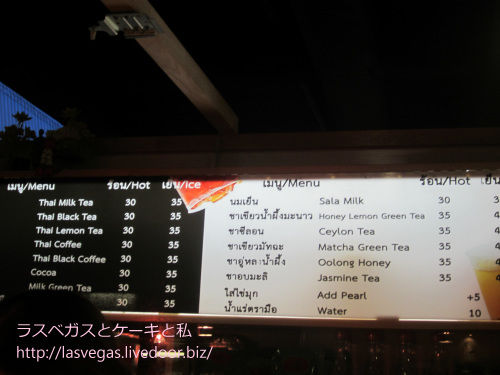 เมนู/Menu ร้อน/Hot เย็น/Ice
Thai Milk Tea 30 35
Thai Black Tea 30 35
Thai Lemon Tea 30 35
Thai Coffee 30 35
Thai Black Coffee 30 35
Cocoa 30 35
Milk Green Tea 30 35
30 35
เมนู/Menu ร้อน/Hot
นมเย็น Sala Milk 30
ชาเขียวน้ำผึ้งมะนาว Honey Lemon Green Tea 35
ชาซีลอน Ceylon Tea 35
ชาเขียวมัทฉะ Matcha Green Tea 35
ชาอู่หลงน้ำผึ้ง Oolong Honey 35
ชาอบมะลิ Jasmine Tea 35
ใส่ไข่มุก Add Pearl +5
น้ำแร่ตรามือ Water 10
ラスベガスとケーキと私
http://lasvegas.livedoor.biz/